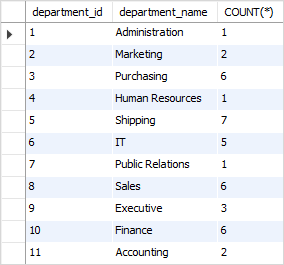 department_id department_name COUNT(*)
1 Administration 1
2 Marketing 2
3 Purchasing 6
4 Human Resources 1
5 Shipping 7
6 IT 5
7 Public Relations 1
8 Sales 6
9 Executive 3
10 Finance 6
11 Accounting 2